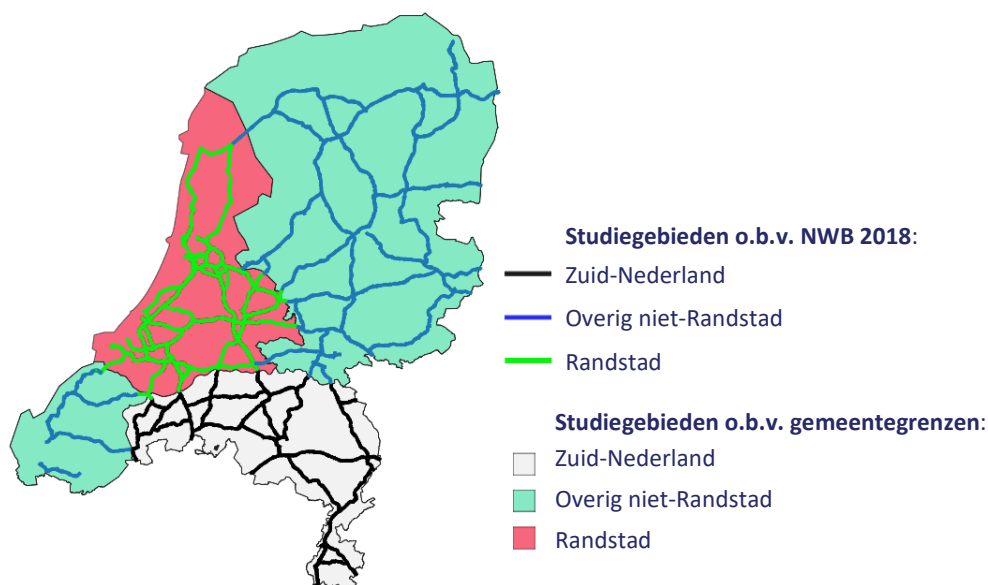 Studiegebieden o.b.v. NWB 2018:
Zuid-Nederland
Overig niet-Randstad
Randstad
Studiegebieden o.b.v. gemeentegrenzen:
Zuid-Nederland
Overig niet-Randstad
Randstad